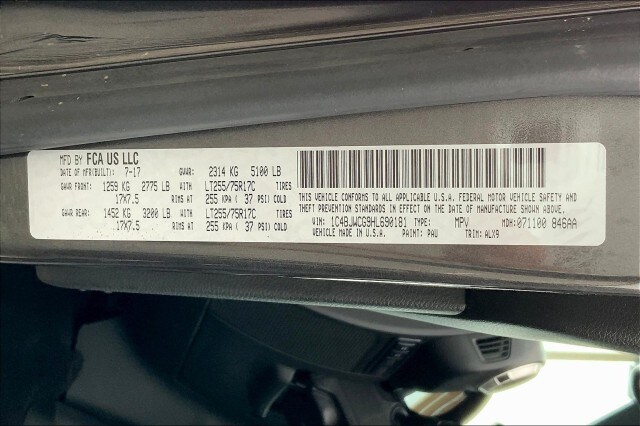 MFD BY FCA US LLC
DATE OF MFR(BUILT): 7-17 GVWR: 2314 KG 5100 LB
GAWR FRONT: 1259 KG 2775 LB WITH LT255/75R17C TIRES
17X7.5 RIMS AT 255 KPA ( 37 PSI) COLD
GAWR REAR: 1452 KG 3200 LB WITH LT255/75R17C TIRES
17X7.5 RIMS AT 255 KPA ( 37 PSI) COLD
THIS VEHICLE CONFORMS TO ALL APPLICABLE U.S.A. FEDERAL MOTOR VEHICLE SAFETY AND
THEFT PREVENTION STANDARDS IN EFFECT ON THE DATE OF MANUFACTURE SHOWN ABOVE.
VIN: 1C4BJWCG9HL690181 TYPE: MPV MDH: 071100 846AA
VEHICLE MADE IN U.S.A. PAINT: PAU TRIM: ALX9